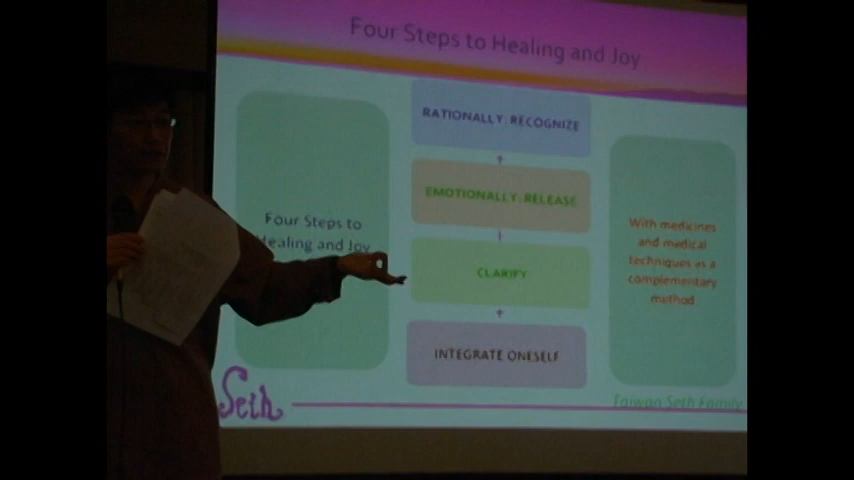 Four Steps to Healing and Joy
Four Steps to
Healing and Joy
RATIONALLY: RECOGNIZE
EMOTIONALLY: RELEASE
CLARIFY
INTEGRATE ONESELF
With medicines
and medical
techniques as a
complementary
method
Seth
Taiwan Seth Family